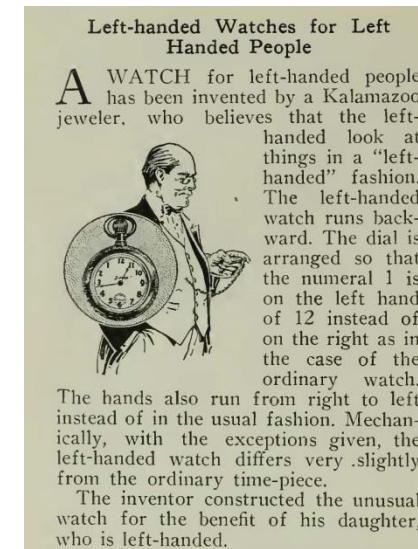 Left-handed Watches for Left
Handed People
A WATCH for left-handed people
has been invented by a Kalamazoo
jeweler, who believes that the left-
handed look at
things in a “left-
handed” fashion.
The left-handed
watch runs back-
ward. The dial is
arranged so that
the numeral 1 is
on the left hand
of 12 instead of
on the right as in
the case of the
ordinary watch.
The hands also run from right to left
instead of in the usual fashion. Mechan-
ically, with the exceptions given, the
left-handed watch differs very .slightly
from the ordinary time-piece.
The inventor constructed the unusual
watch for the benefit of his daughter,
who is left-handed.